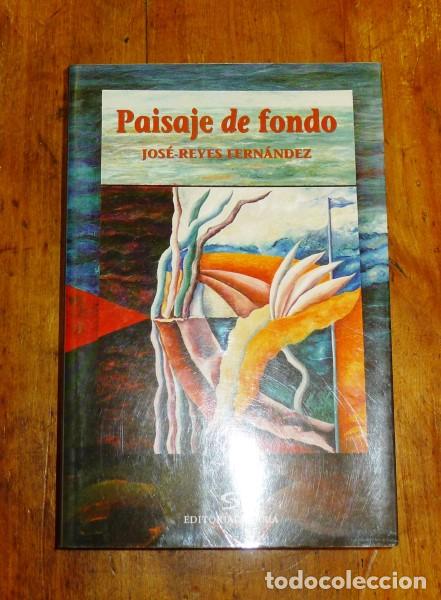 Paisaje de fondo
JOSÉ-REYES FERNÁNDEZ
S
EDITORIAL
todocoleccion